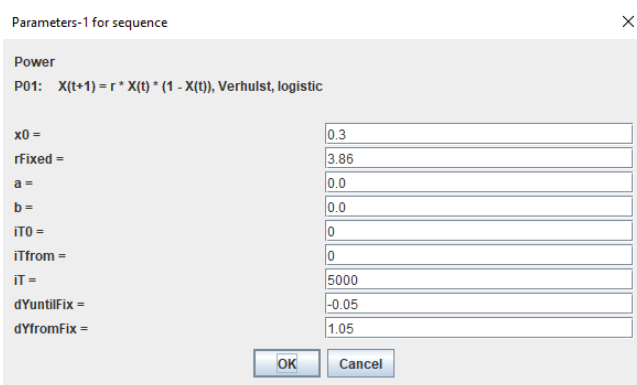 Parameters-1 for sequence
Power
P01: X(t+1) = r * X(t) * (1 - X(t)), Verhulst, logistic
x0 = 0.3
rFixed = 3.86
a = 0.0
b = 0.0
iT0 = 0
iTfrom = 0
iT = 5000
dYuntilFix = -0.05
dYfromFix = 1.05
OK Cancel